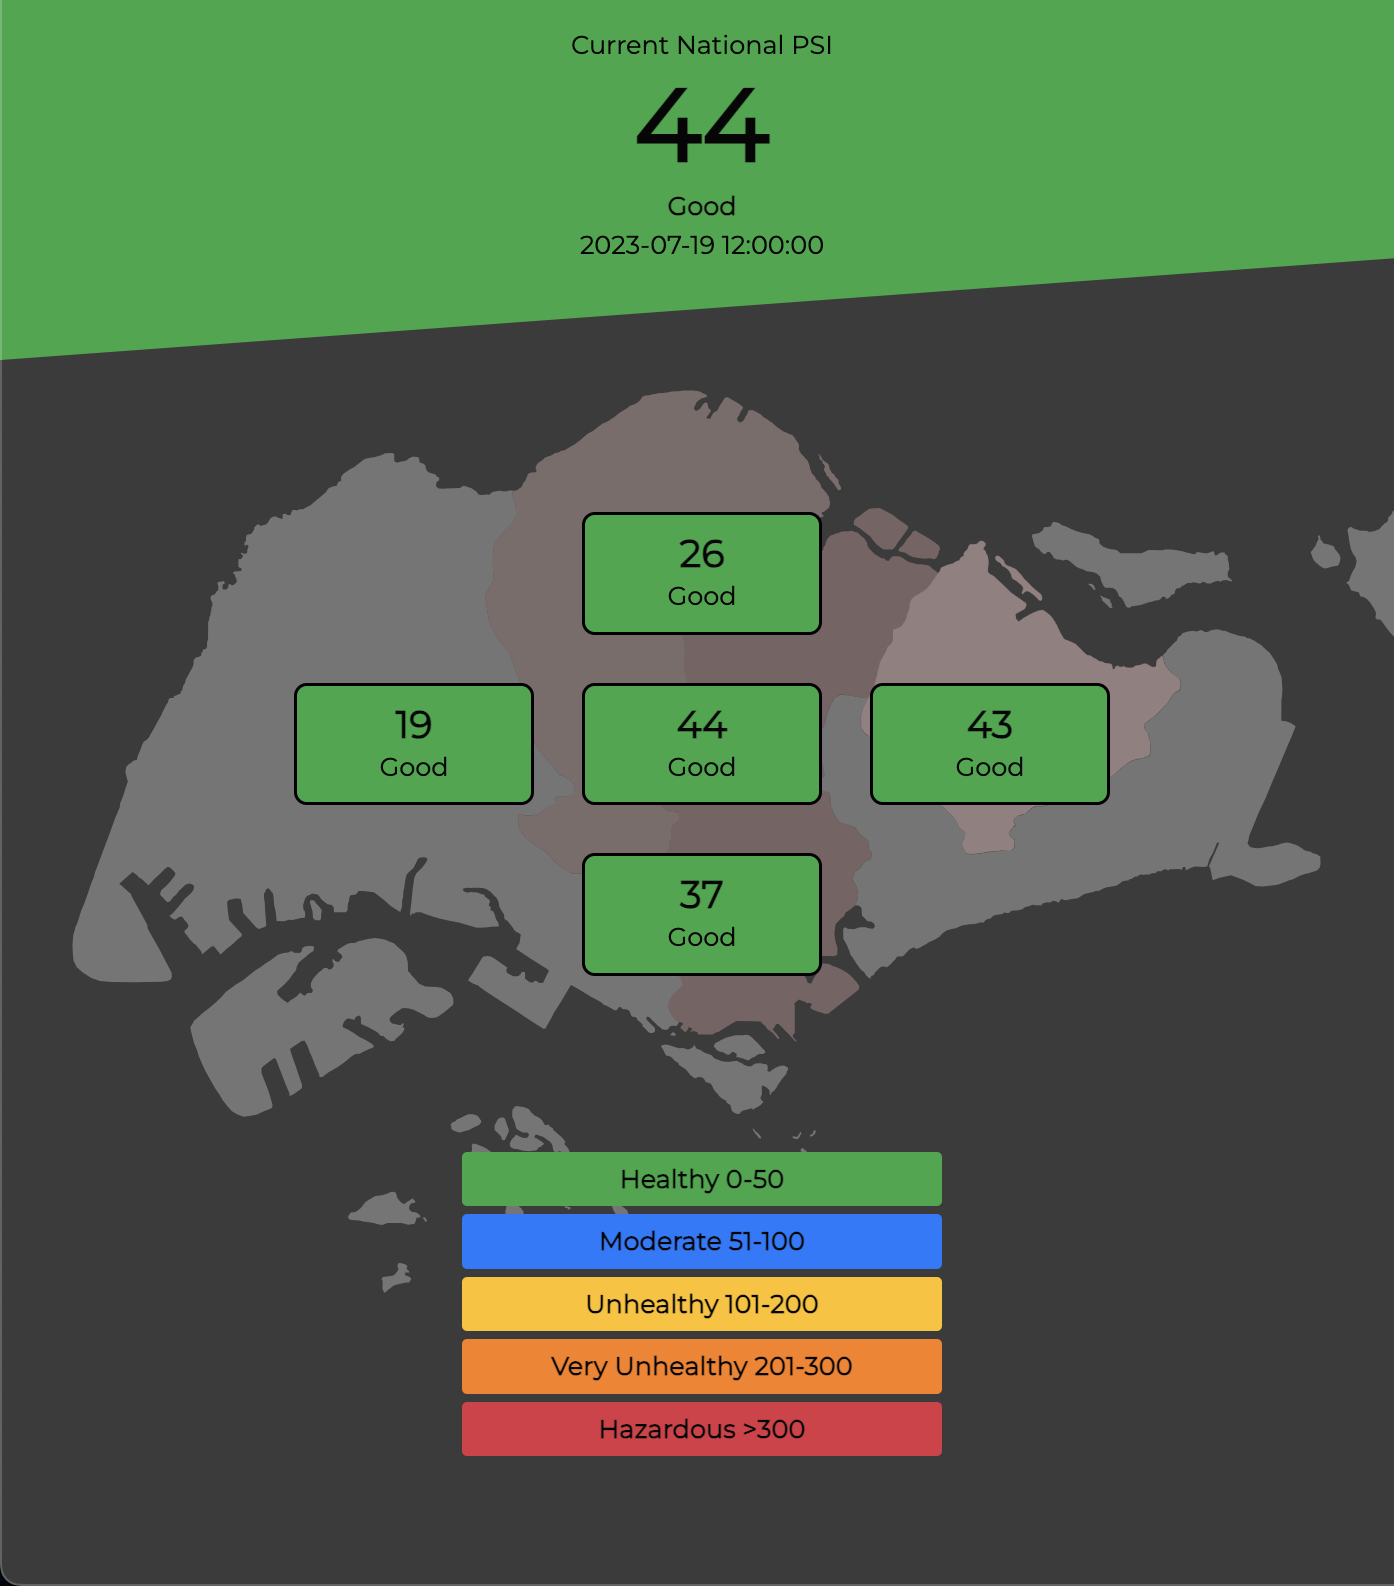 Current National PSI
44
Good
2023-07-19 12:00:00
26
Good
19
Good
44
Good
43
Good
37
Good
Healthy 0-50
Moderate 51-100
Unhealthy 101-200
Very Unhealthy 201-300
Hazardous >300